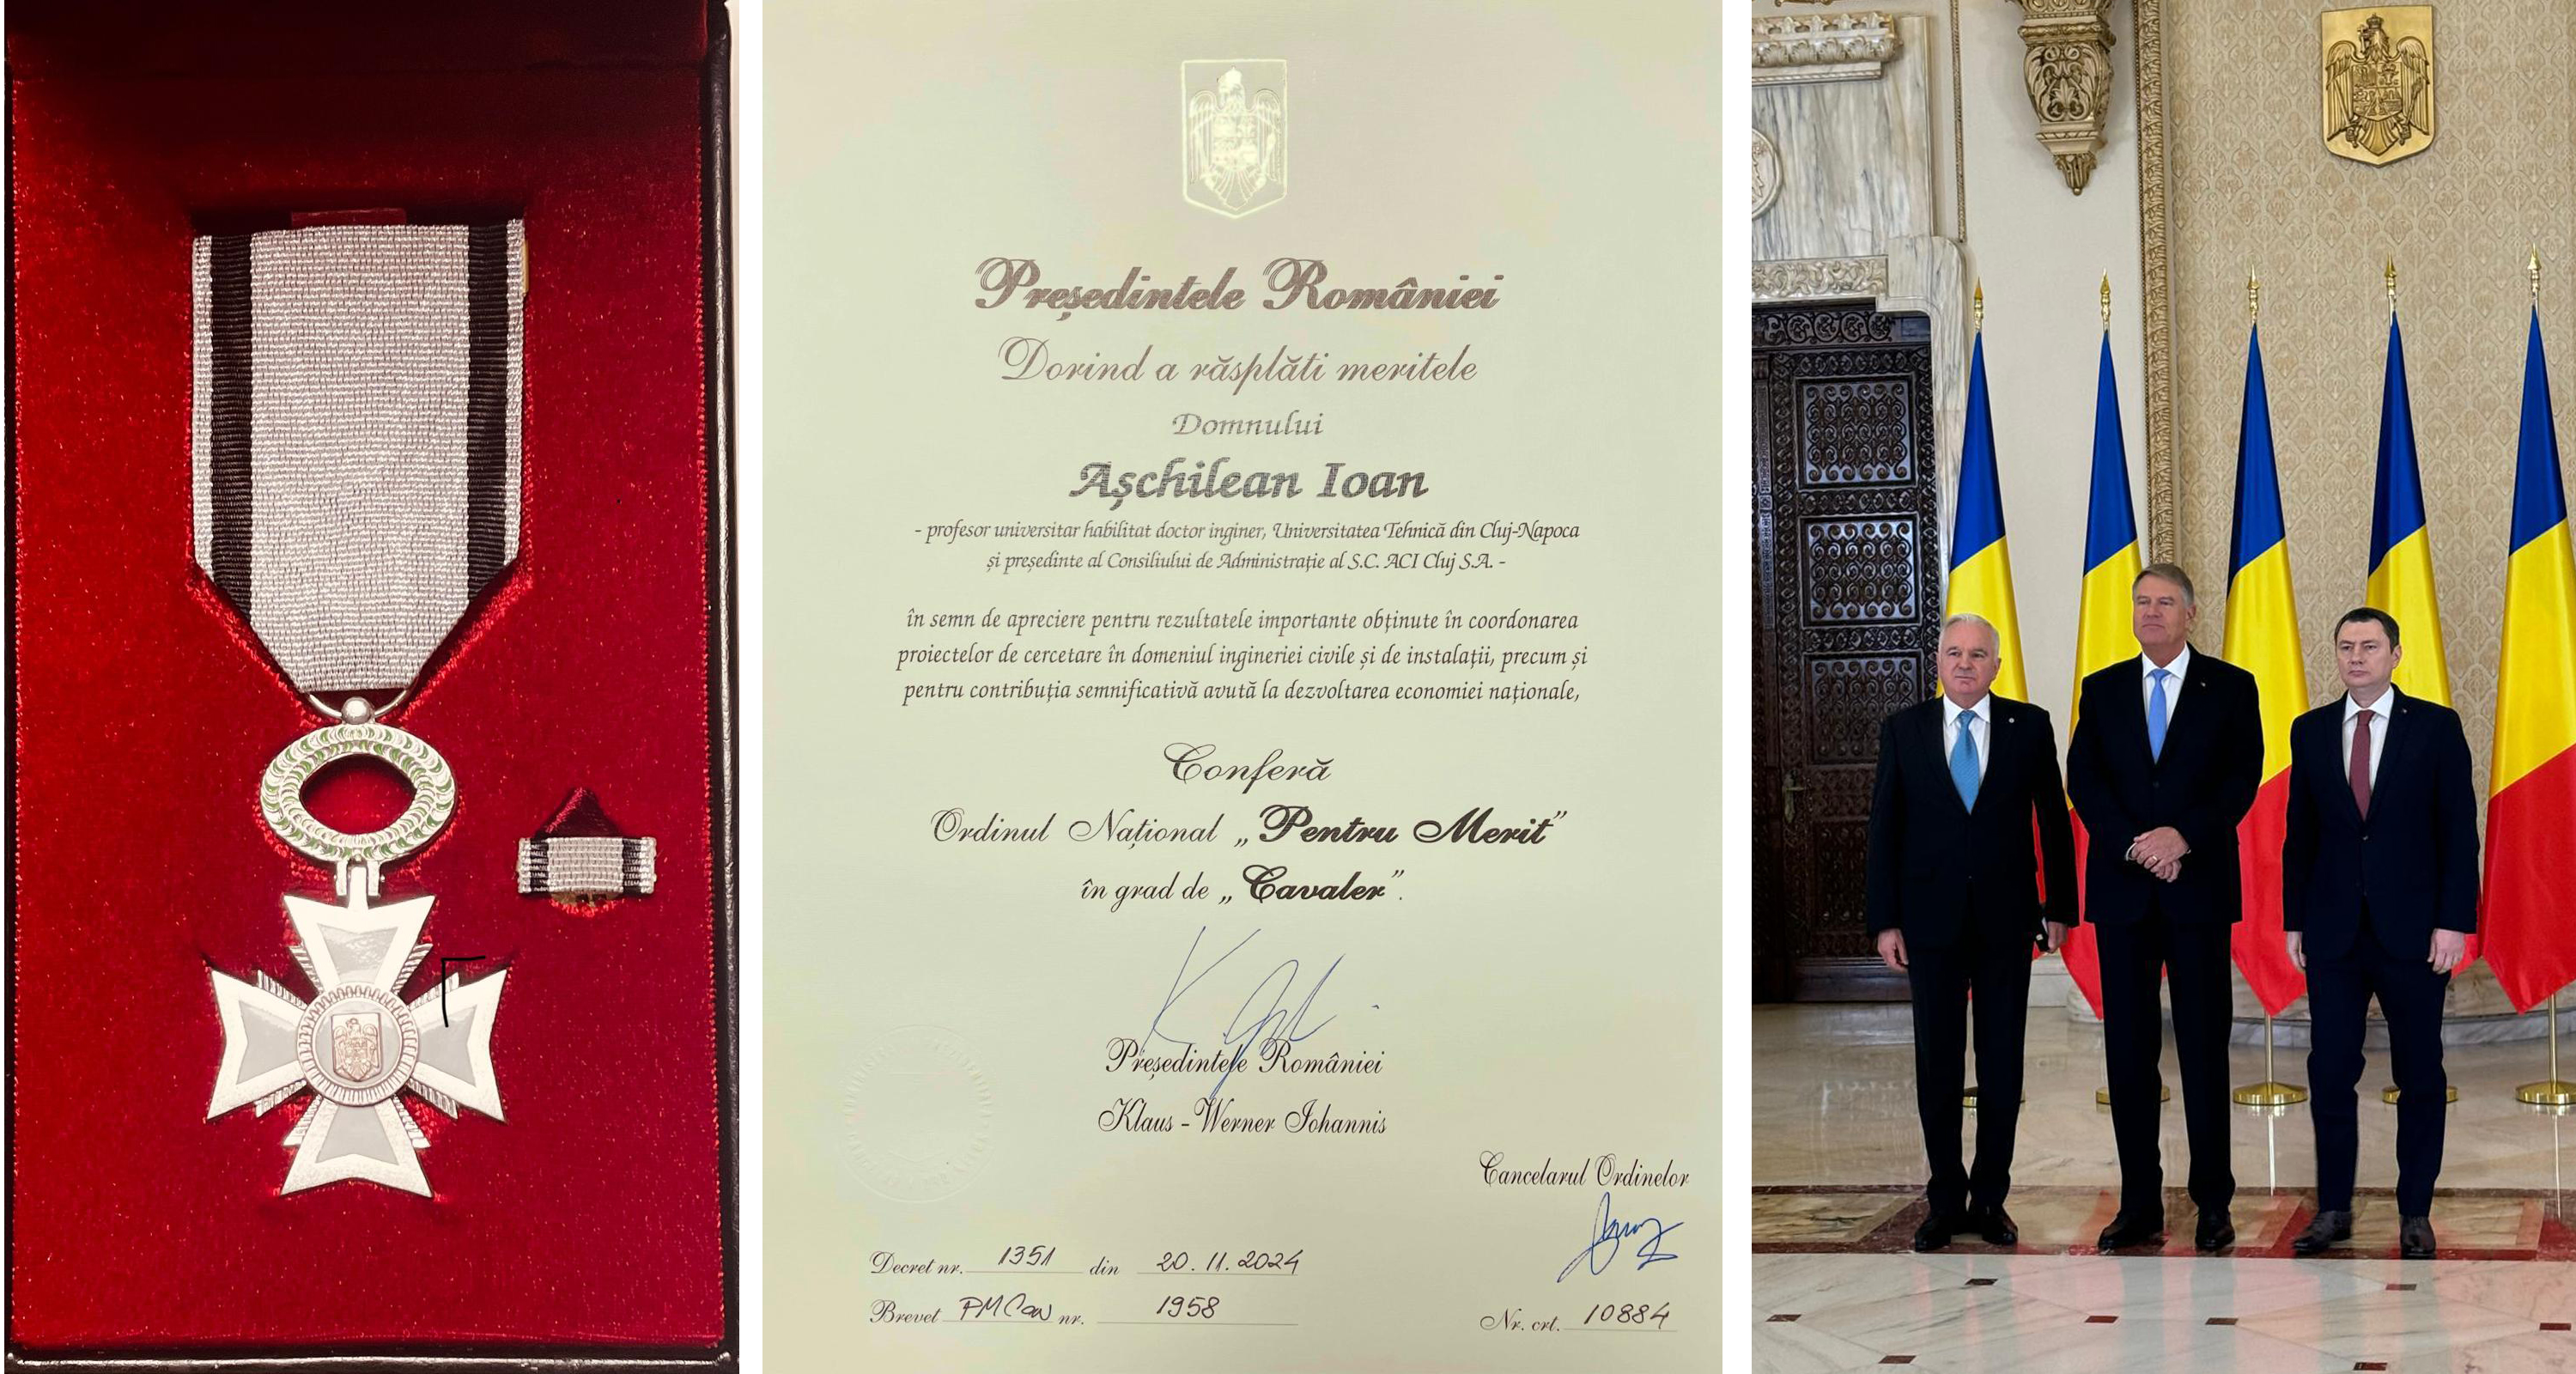 Președintele României
Dorind a răsplăti meritele
Domnului
Așchilean Ioan
- profesor universitar habilitat doctor inginer, Universitatea Tehnică din Cluj-Napoca
și președinte al Consiliului de Administrație al S.C. ACI Cluj S.A. -
în semn de apreciere pentru rezultatele importante obținute în coordonarea
proiectelor de cercetare în domeniul ingineriei civile și de instalații, precum și
pentru contribuția semnificativă avută la dezvoltarea economiei naționale,
Conferă
Ordinul Național „Pentru Merit”
în grad de „Cavaler”.
Președintele României
Klaus - Werner Iohannis
Cancelarul Ordinelor
Decret nr. 1351 din 20.11.2024
Brevet PMCav nr. 1958
Nr. crt. 10884